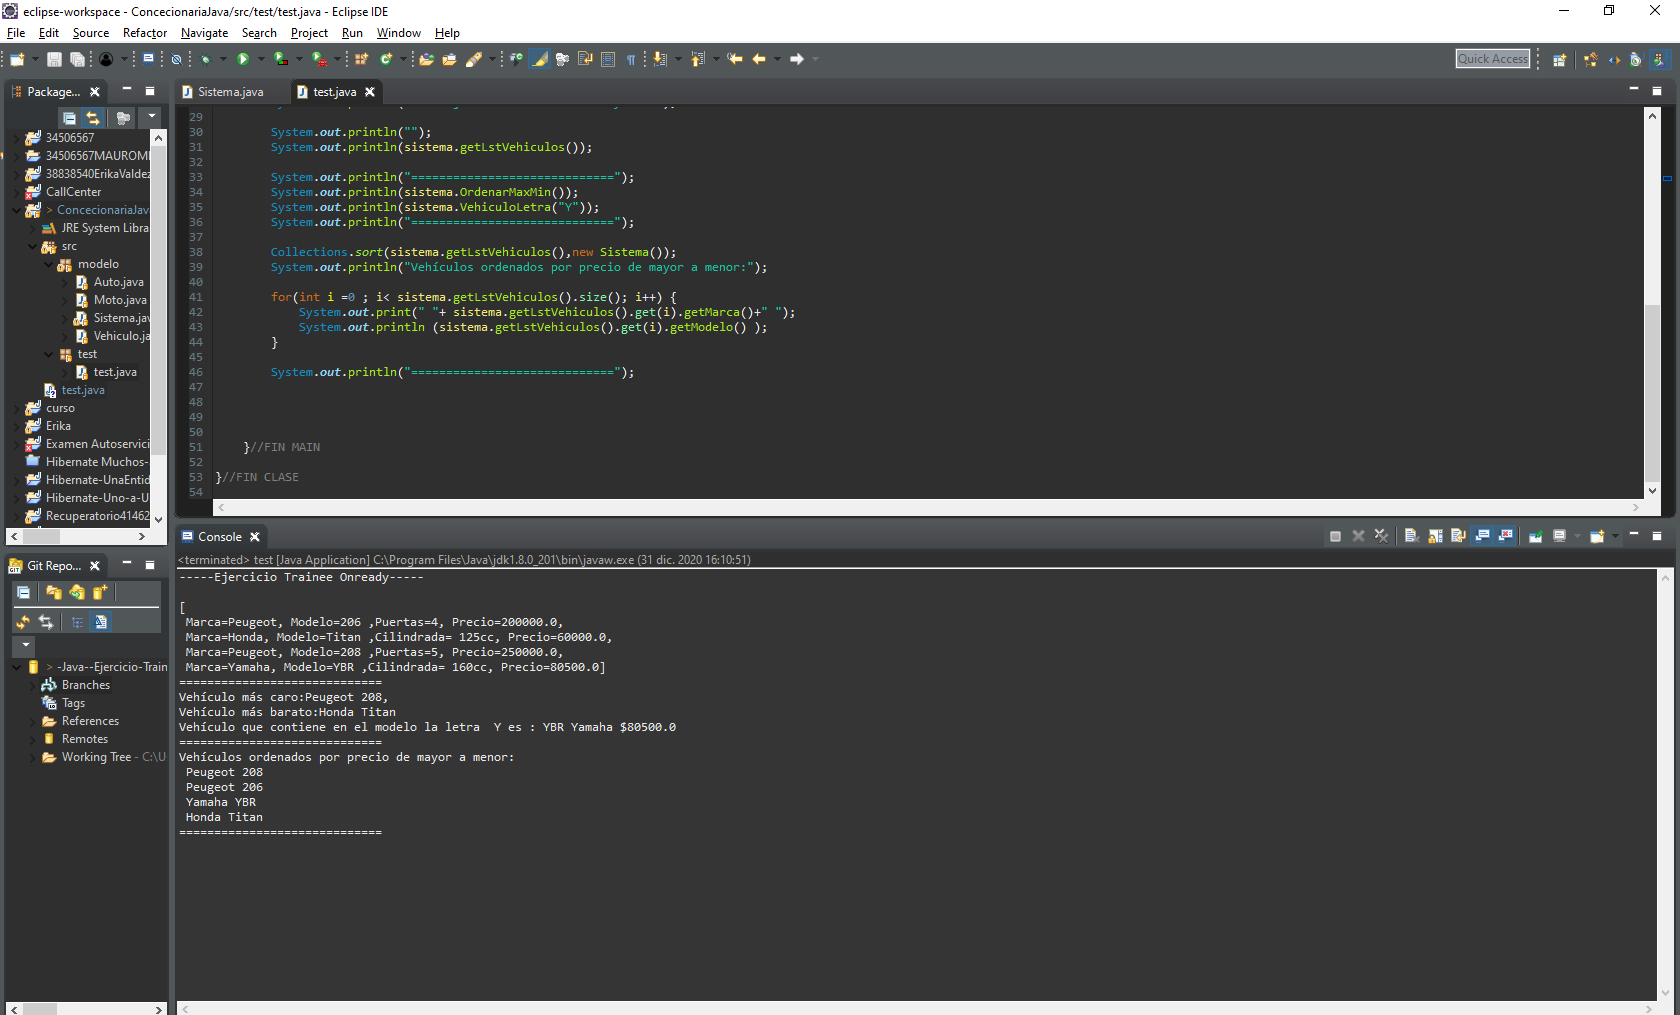 eclipse-workspace - ConcecionariaJava/src/test/test.java - Eclipse IDE
File Edit Source Refactor Navigate Search Project Run Window Help
Quick Access
Package...
34506567
34506567MAUROM
38838540ErikaValdez
CallCenter
> ConcecionariaJav
JRE System Libra
src
modelo
Auto.java
Moto.java
Sistema.jav
Vehiculo.ja
test
test.java
test.java
curso
Erika
Examen Autoservici
Hibernate Muchos-
Hibernate-UnaEntid
Hibernate-Uno-a-U
Recuperatorio41462
Git Repo...
> -Java--Ejercicio-Train
Branches
Tags
References
Remotes
Working Tree - C:\U
Sistema.java test.java
29
30 System.out.println("");
31 System.out.println(sistema.getLstVehiculos());
32
33 System.out.println("=============================");
34 System.out.println(sistema.OrdenarMaxMin());
35 System.out.println(sistema.VehiculoLetra("Y"));
36 System.out.println("=============================");
37
38 Collections.sort(sistema.getLstVehiculos(),new Sistema());
39 System.out.println("Vehículos ordenados por precio de mayor a menor:");
40
41 for(int i =0 ; i< sistema.getLstVehiculos().size(); i++) {
42 System.out.print(" "+ sistema.getLstVehiculos().get(i).getMarca()+" ");
43 System.out.println (sistema.getLstVehiculos().get(i).getModelo() );
44 }
45
46 System.out.println("=============================");
47
48
49
50
51 }//FIN MAIN
52
53 }//FIN CLASE
54
Console
<terminated> test [Java Application] C:\Program Files\Java\jdk1.8.0_201\bin\javaw.exe (31 dic. 2020 16:10:51)
-----Ejercicio Trainee Onready-----
[
Marca=Peugeot, Modelo=206 ,Puertas=4, Precio=200000.0,
Marca=Honda, Modelo=Titan ,Cilindrada= 125cc, Precio=60000.0,
Marca=Peugeot, Modelo=208 ,Puertas=5, Precio=250000.0,
Marca=Yamaha, Modelo=YBR ,Cilindrada= 160cc, Precio=80500.0]
=============================
Vehículo más caro:Peugeot 208,
Vehículo más barato:Honda Titan
Vehículo que contiene en el modelo la letra  Y es : YBR Yamaha $80500.0
=============================
Vehículos ordenados por precio de mayor a menor:
Peugeot 208
Peugeot 206
Yamaha YBR
Honda Titan
=============================